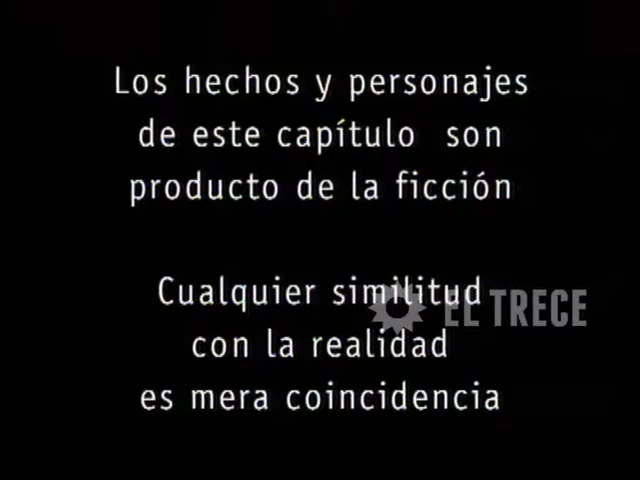 Los hechos y personajes
de este capítulo son
producto de la ficción
Cualquier similitud
EL TRECE
con la realidad
es mera coincidencia